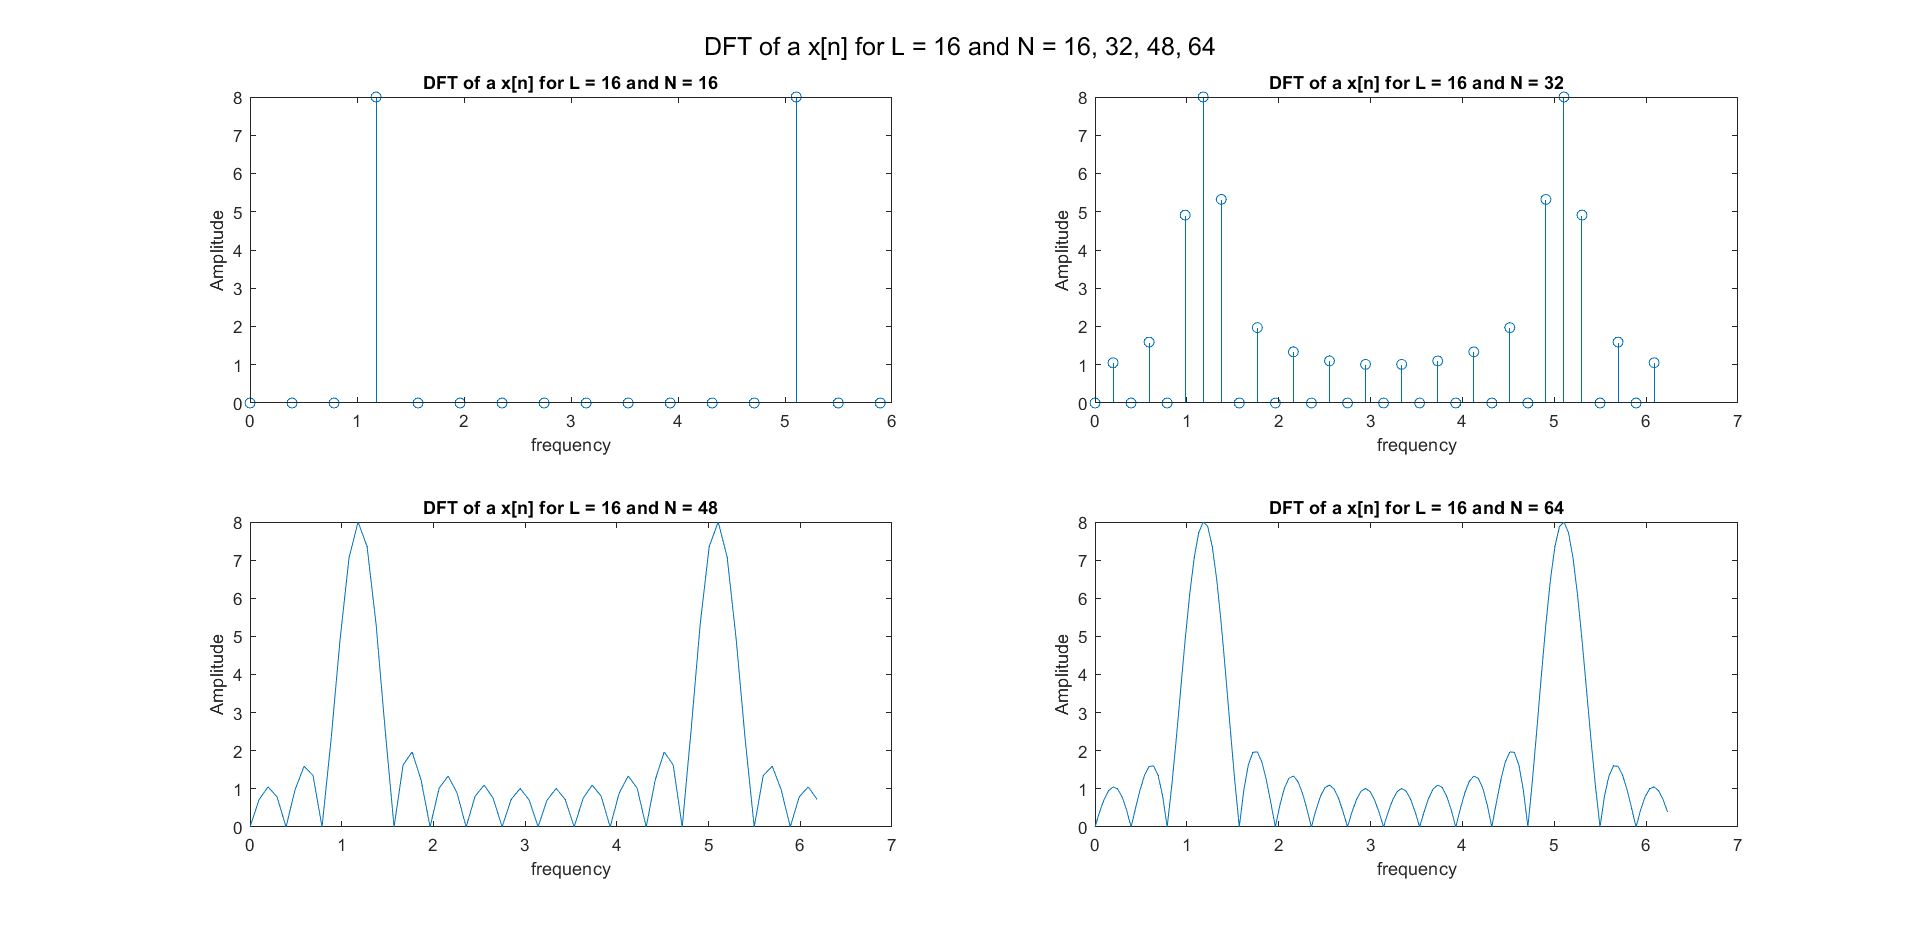 DFT of a x[n] for L = 16 and N = 16, 32, 48, 64
DFT of a x[n] for L = 16 and N = 16
8
7
6
5
4
3
2
1
0
Amplitude
0 1 2 3 4 5 6
frequency
DFT of a x[n] for L = 16 and N = 32
8
7
6
5
4
3
2
1
0
Amplitude
0 1 2 3 4 5 6 7
frequency
DFT of a x[n] for L = 16 and N = 48
8
7
6
5
4
3
2
1
0
Amplitude
0 1 2 3 4 5 6 7
frequency
DFT of a x[n] for L = 16 and N = 64
8
7
6
5
4
3
2
1
0
Amplitude
0 1 2 3 4 5 6 7
frequency